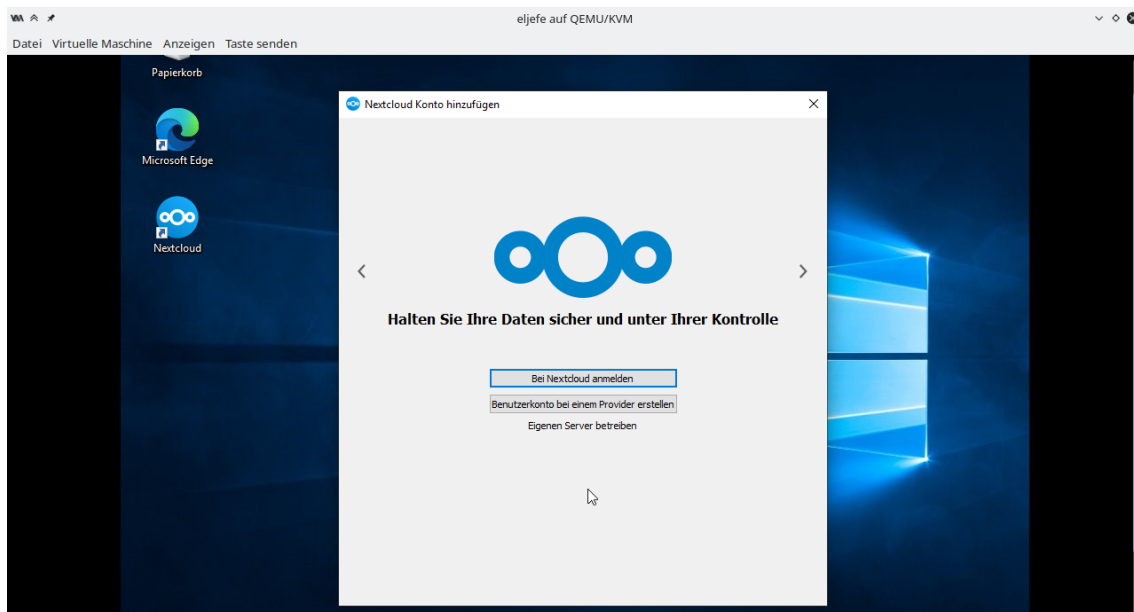 eljefe auf QEMU/KVM
Datei Virtuelle Maschine Anzeigen Taste senden
Papierkorb
Microsoft Edge
Nextcloud
Nextcloud Konto hinzufügen
Halten Sie Ihre Daten sicher und unter Ihrer Kontrolle
Bei Nextcloud anmelden
Benutzerkonto bei einem Provider erstellen
Eigenen Server betreiben